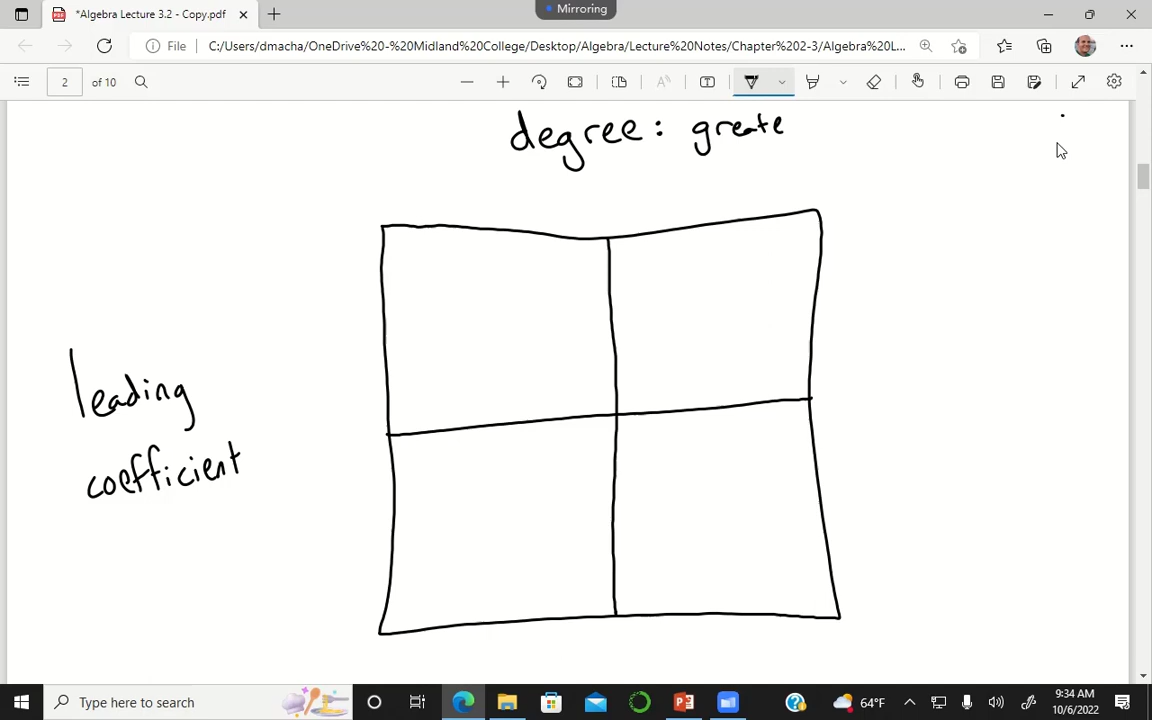 *Algebra Lecture 3.2 - Copy.pdf
Mirroring
File
C:/Users/dmacha/OneDrive%20-%20Midland%20College/Desktop/Algebra/Lecture%20Notes/Chapter%202-3/Algebra%20L...
2 of 10
degree: greate
leading
coefficient
Type here to search
64°F
9:34 AM
10/6/2022